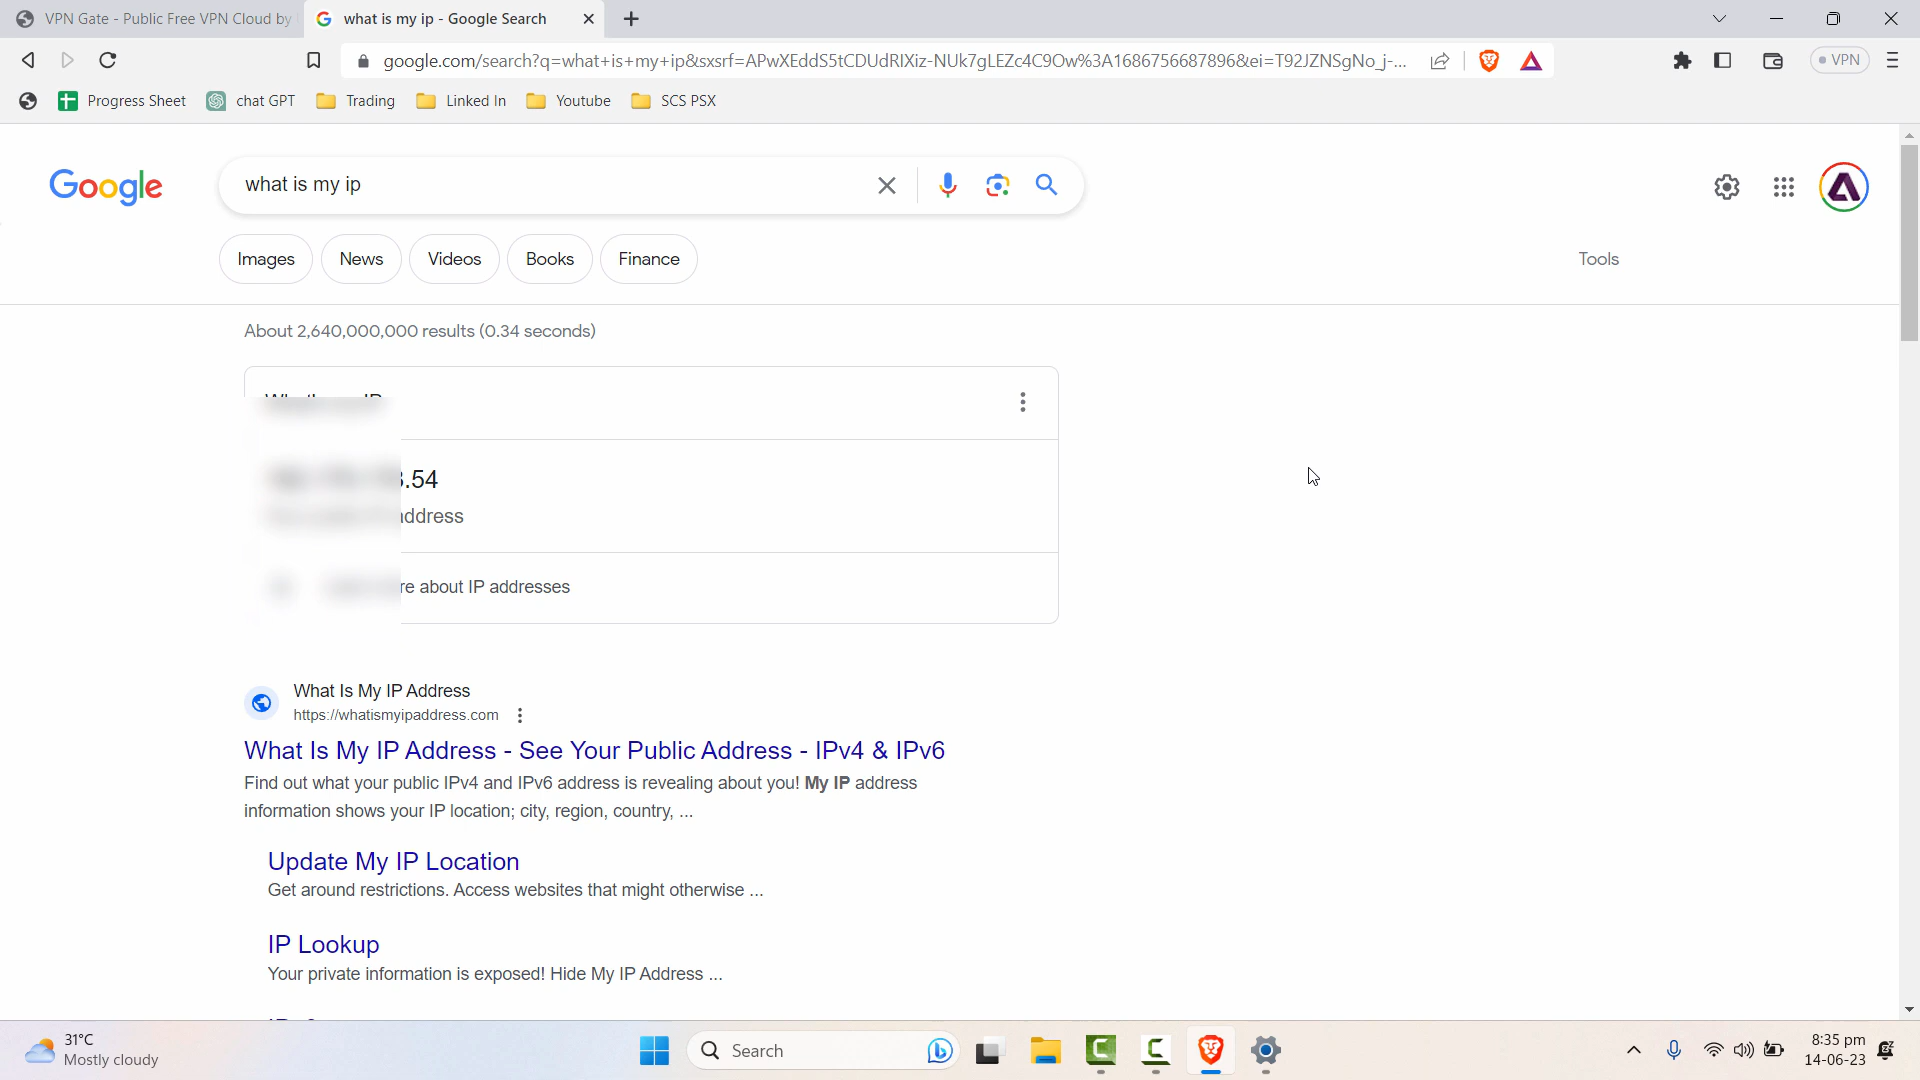 VPN Gate - Public Free VPN Cloud by
what is my ip - Google Search
google.com/search?q=what+is+my+ip&sxsrf=APwXEddS5tCDUdRIXiz-NUk7gLEZc4C9Ow%3A1686756687896&ei=T92JZNSgNo_j-...
VPN
Progress Sheet
chat GPT
Trading
Linked In
Youtube
SCS PSX
Google
what is my ip
Images
News
Videos
Books
Finance
Tools
About 2,640,000,000 results (0.34 seconds)
.54
address
re about IP addresses
What Is My IP Address
https://whatismyipaddress.com
What Is My IP Address - See Your Public Address - IPv4 & IPv6
Find out what your public IPv4 and IPv6 address is revealing about you! My IP address
information shows your IP location; city, region, country, ...
Update My IP Location
Get around restrictions. Access websites that might otherwise ...
IP Lookup
Your private information is exposed! Hide My IP Address ...
31°C
Mostly cloudy
Search
8:35 pm
14-06-23